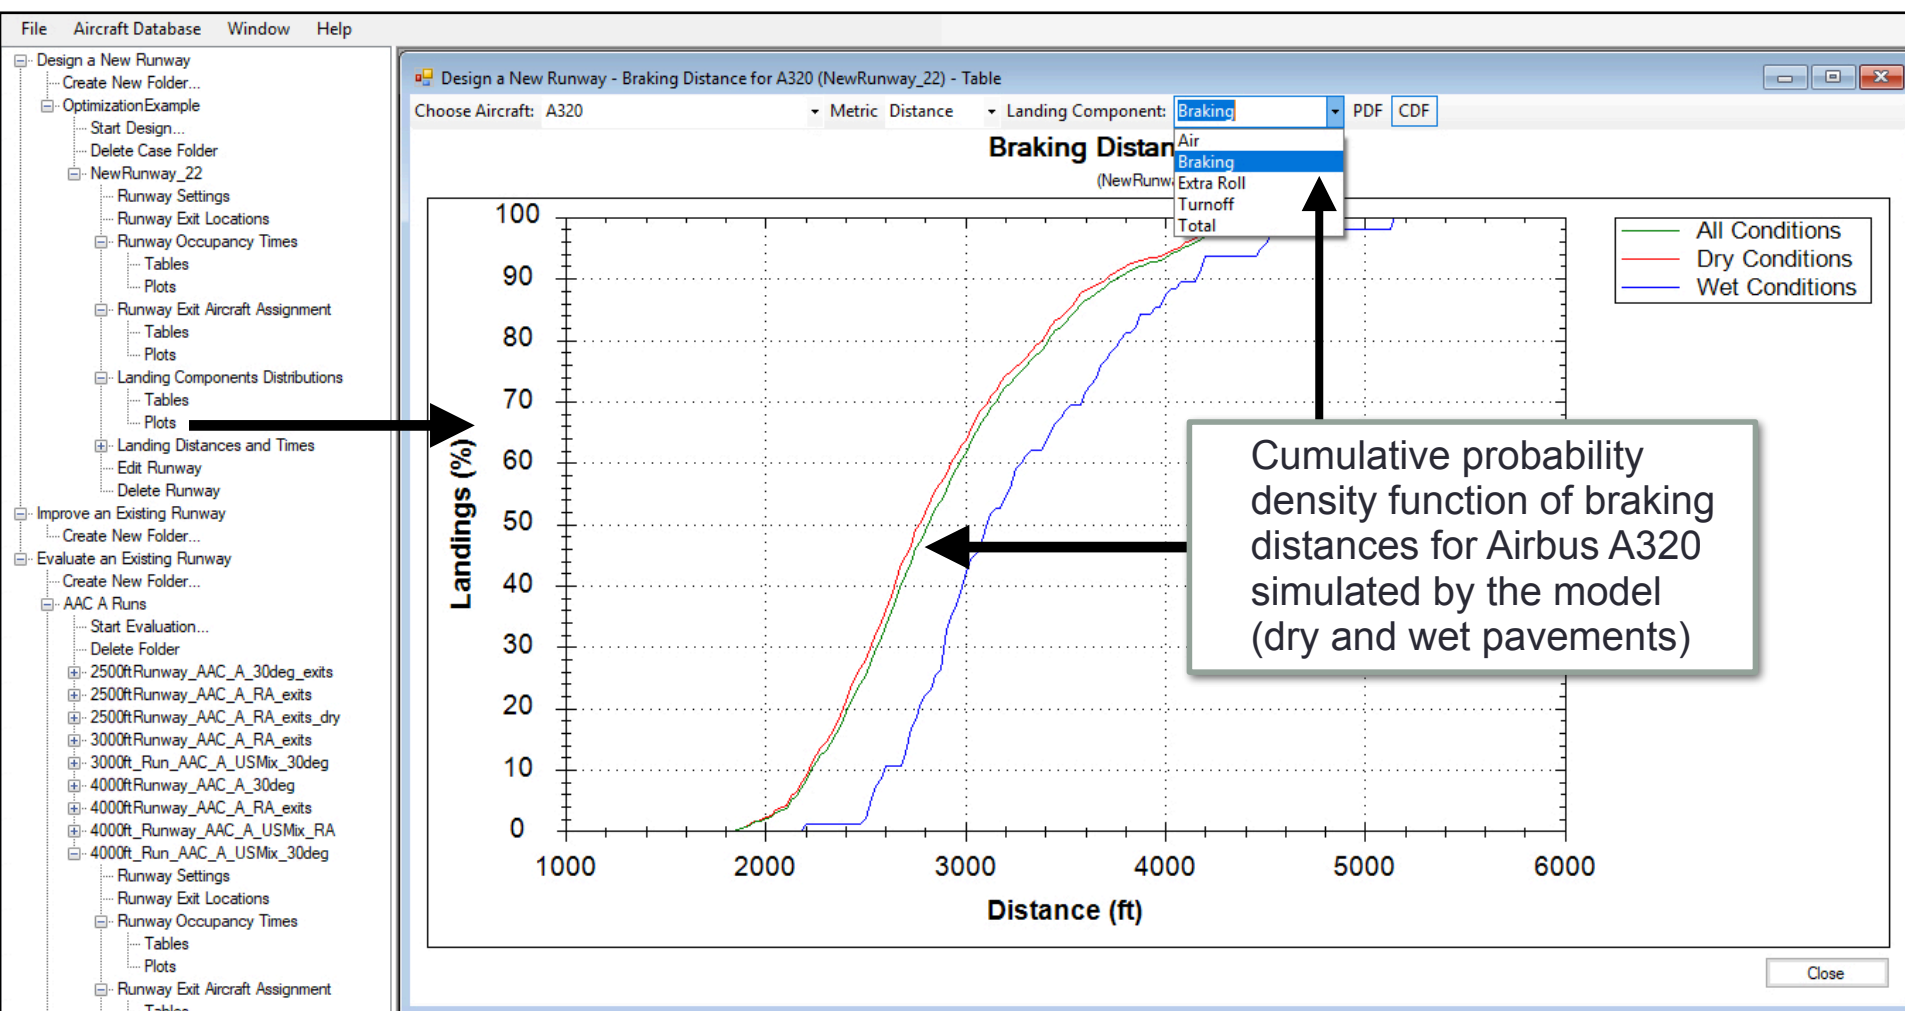 File Aircraft Database Window Help
Design a New Runway
Create New Folder...
OptimizationExample
Start Design...
Delete Case Folder
NewRunway_22
Runway Settings
Runway Exit Locations
Runway Occupancy Times
Tables
Plots
Runway Exit Aircraft Assignment
Tables
Plots
Landing Components Distributions
Tables
Plots
Landing Distances and Times
Edit Runway
Delete Runway
Improve an Existing Runway
Create New Folder...
Evaluate an Existing Runway
Create New Folder...
AAC A Runs
Start Evaluation...
Delete Folder
2500ftRunway_AAC_A_30deg_exits
2500ftRunway_AAC_A_RA_exits
2500ftRunway_AAC_A_RA_exits_dry
3000ftRunway_AAC_A_RA_exits
3000ft_Run_AAC_A_USMix_30deg
4000ftRunway_AAC_A_30deg
4000ftRunway_AAC_A_RA_exits
4000ft_Runway_AAC_A_USMix_RA
4000ft_Run_AAC_A_USMix_30deg
Runway Settings
Runway Exit Locations
Runway Occupancy Times
Tables
Plots
Runway Exit Aircraft Assignment
Design a New Runway - Braking Distance for A320 (NewRunway_22) - Table
Choose Aircraft: A320 Metric Distance Landing Component: Braking PDF CDF
Air
Braking
Extra Roll
Turnoff
Total
Braking Distan
(NewRunwa
100
90
80
70
60
50
40
30
20
10
0
Landings (%)
1000 2000 3000 4000 5000 6000
Distance (ft)
All Conditions
Dry Conditions
Wet Conditions
Cumulative probability
density function of braking
distances for Airbus A320
simulated by the model
(dry and wet pavements)
Close